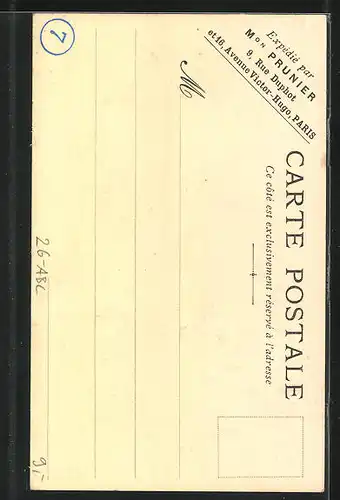 Expédié par
Mon PRUNIER
9, Rue Duphot
et 16, Avenue Victor-Hugo, PARIS
CARTE POSTALE
Ce côté est exclusivement réservé à l'adresse
M
7
26-ABC
9,-